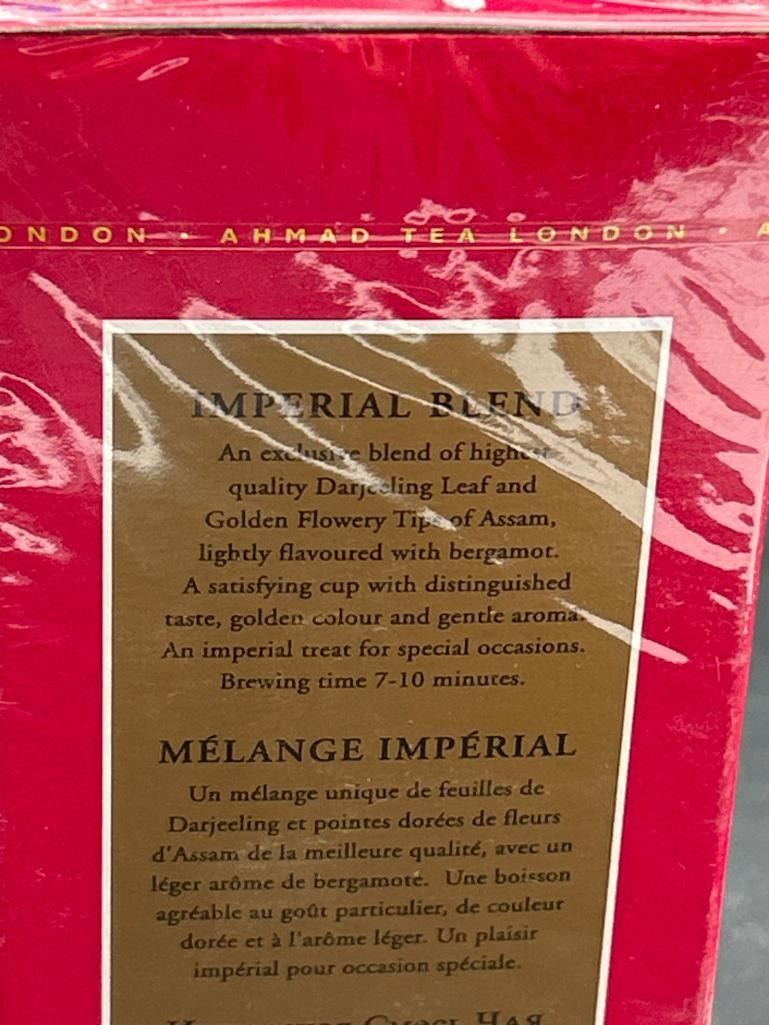 ONDON · AHMAD TEA LONDON · A
IMPERIAL BLEND
An exclusive blend of highest
quality Darjeeling Leaf and
Golden Flowery Tips of Assam,
lightly flavoured with bergamot.
A satisfying cup with distinguished
taste, golden colour and gentle aroma.
An imperial treat for special occasions.
Brewing time 7-10 minutes.
MÉLANGE IMPÉRIAL
Un mélange unique de feuilles de
Darjeeling et pointes dorées de fleurs
d'Assam de la meilleure qualité, avec un
léger arôme de bergamote. Une boisson
agréable au goût particulier, de couleur
dorée et à l'arôme léger. Un plaisir
impérial pour occasion spéciale.
Смесь Чая